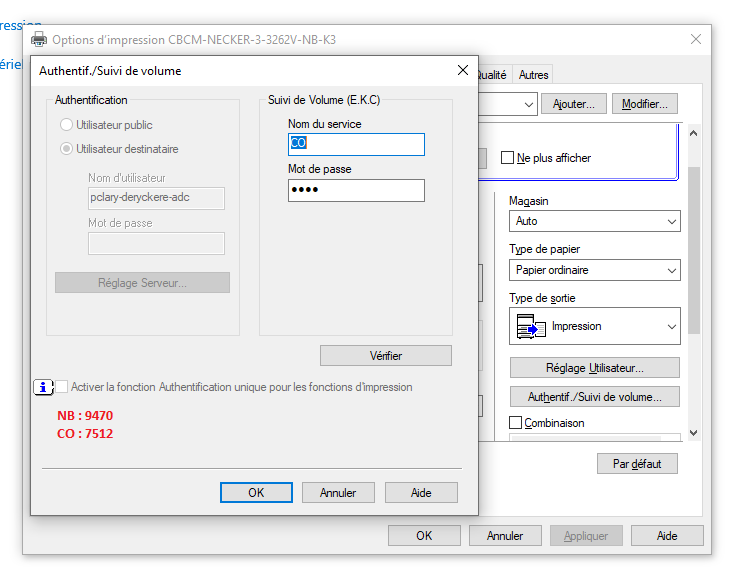 pression
Options d'impression CBCM-NECKER-3-3262V-NB-K3
ériel
Authentif./Suivi de volume
Qualité
Autres
Authentification
Utilisateur public
Utilisateur destinataire
Nom d'utilisateur
pclary-deryckere-adc
Mot de passe
Réglage Serveur...
Suivi de Volume (E.K.C)
Nom du service
CO
Mot de passe
••••
Vérifier
Activer la fonction Authentification unique pour les fonctions d'impression
NB : 9470
CO : 7512
OK
Annuler
Aide
Ajouter...
Modifier...
Ne plus afficher
Magasin
Auto
Type de papier
Papier ordinaire
Type de sortie
Impression
Réglage Utilisateur...
Authentif./Suivi de volume...
Combinaison
Par défaut
OK
Annuler
Appliquer
Aide